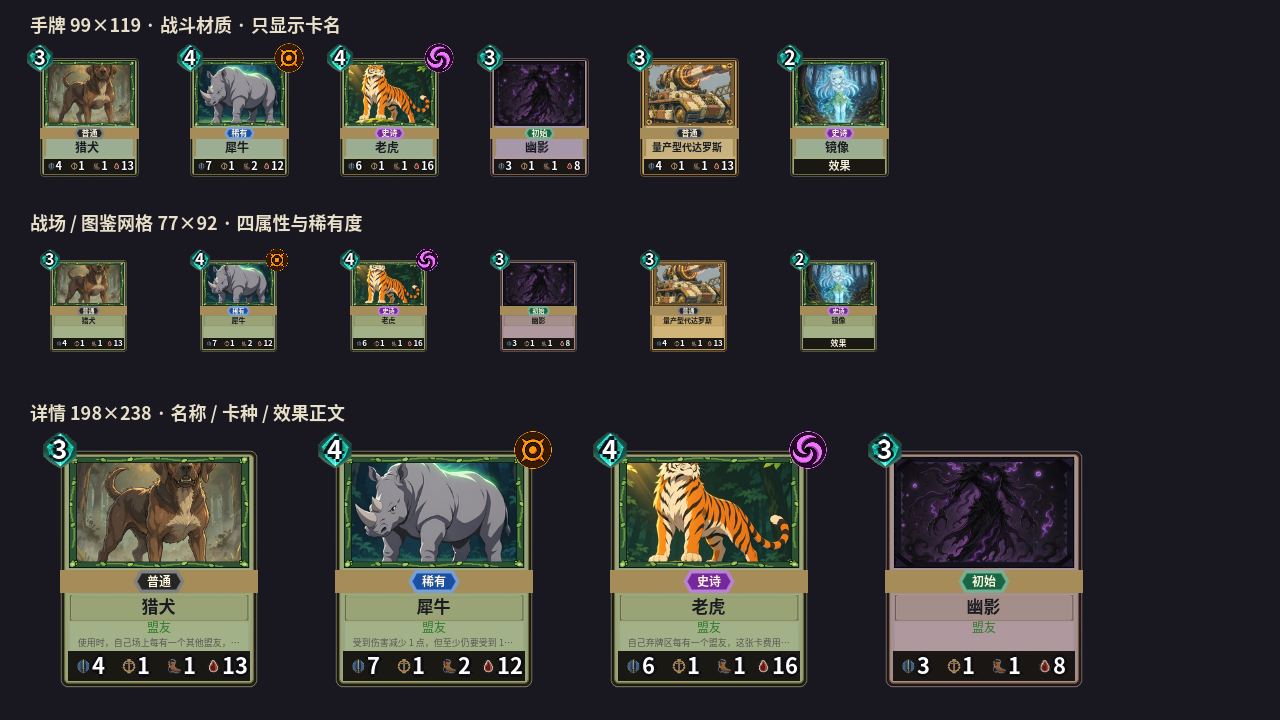 手牌 99×119 · 战斗材质 · 只显示卡名
3 4 4 3 3 2
普通 稀有 史诗 初始 普通 史诗
猎犬 犀牛 老虎 幽影 量产型代达罗斯 镜像
4 1 1 13 7 1 2 12 6 1 1 16 3 1 1 8 4 1 1 13 效果
战场 / 图鉴网格 77×92 · 四属性与稀有度
3 4 4 3 3 2
普通 稀有 史诗 初始 普通 史诗
猎犬 犀牛 老虎 幽影 量产型代达罗斯 镜像
4 1 1 13 7 1 2 12 6 1 1 16 3 1 1 8 4 1 1 13 效果
详情 198×238 · 名称 / 卡种 / 效果正文
3 4 4 3
普通 稀有 史诗 初始
猎犬 犀牛 老虎 幽影
盟友 盟友 盟友 盟友
使用时，自己场上每有一个其他盟友，… 受到伤害减少 1 点，但至少仍要受到 1… 自己弃牌区每有一个盟友，这张卡费用…
4 1 1 13 7 1 2 12 6 1 1 16 3 1 1 8